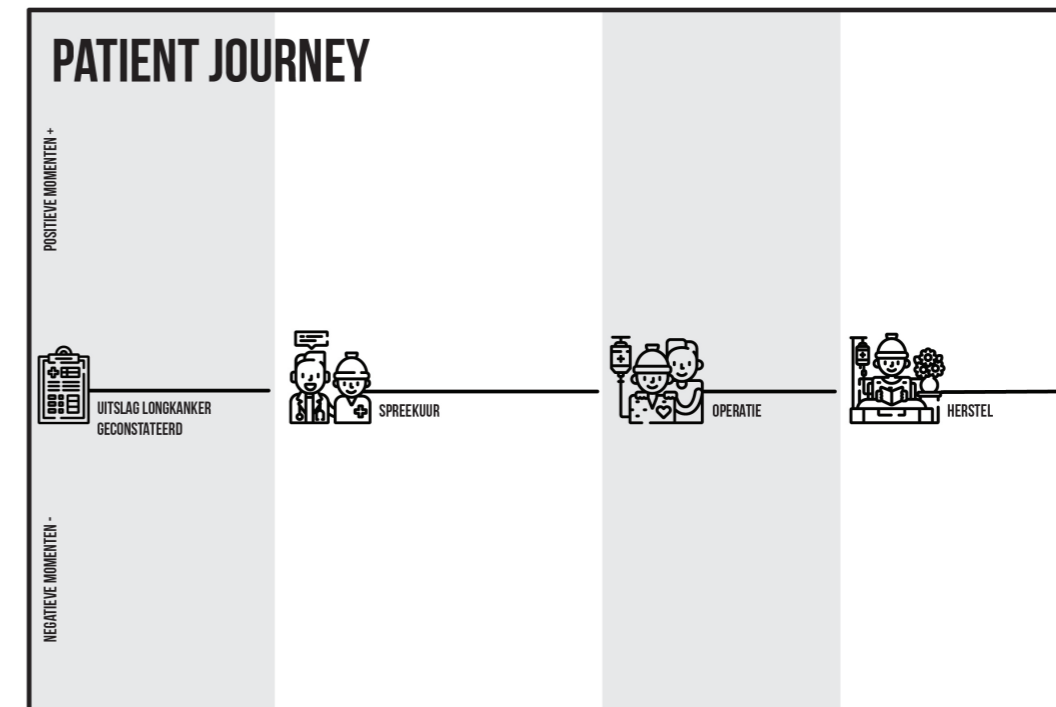 PATIENT JOURNEY
POSITIEVE MOMENTEN +
UITSLAG LONGKANKER
GECONSTATEERD
SPREEKUUR
OPERATIE
HERSTEL
NEGATIEVE MOMENTEN -